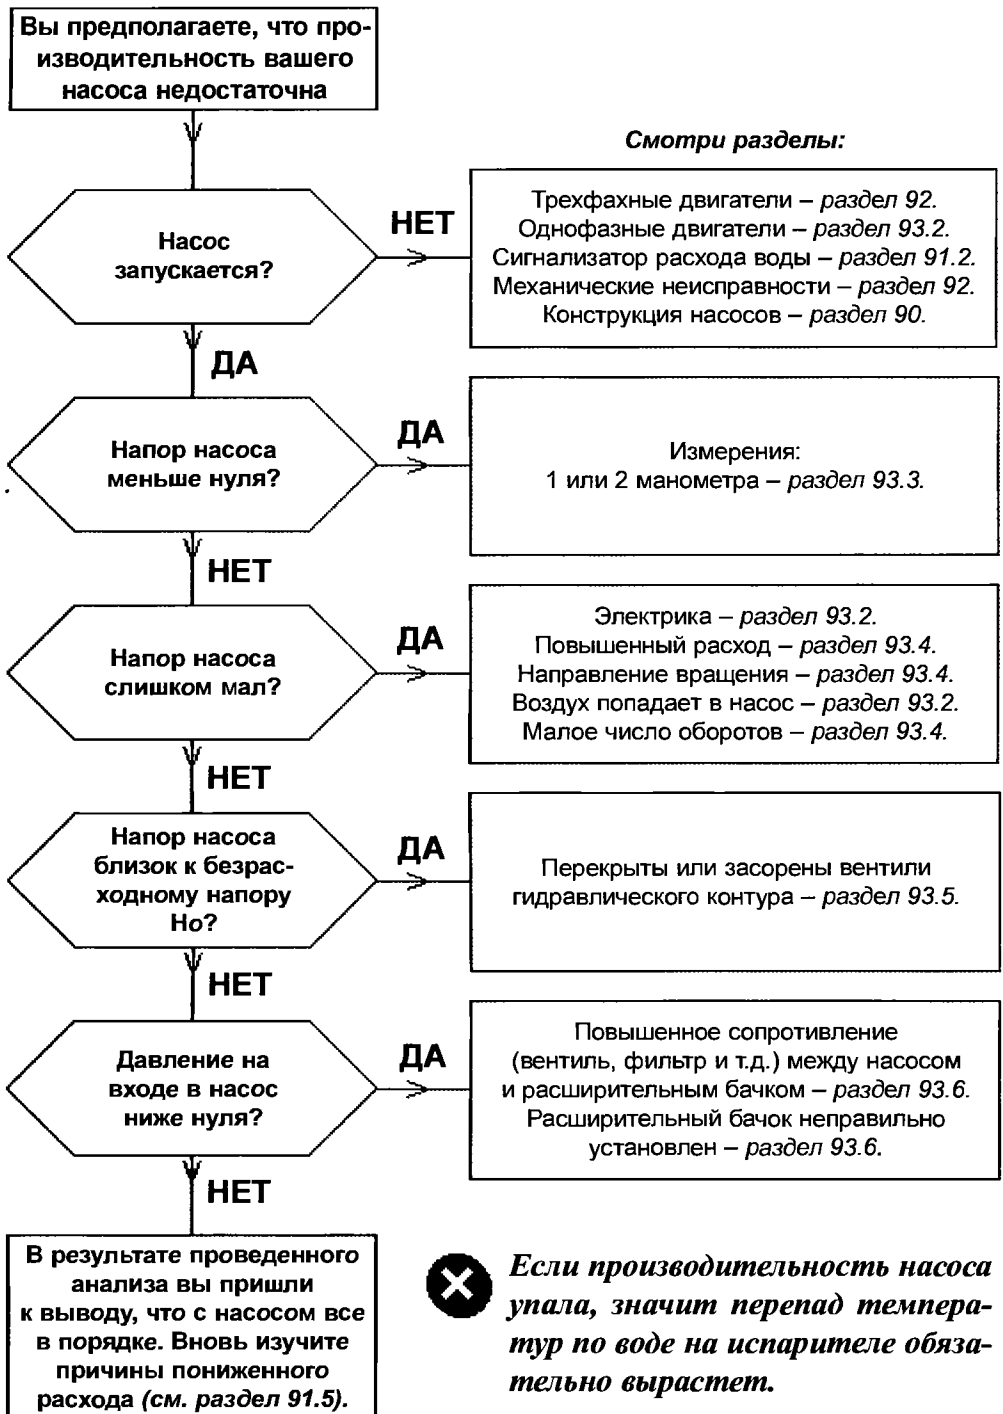 Вы предполагаете, что про-
изводительность вашего
насоса недостаточна
Смотри разделы:
Насос
запускается?
НЕТ
Трехфахные двигатели – раздел 92.
Однофазные двигатели – раздел 93.2.
Сигнализатор расхода воды – раздел 91.2.
Механические неисправности – раздел 92.
Конструкция насосов – раздел 90.
ДА
Напор насоса
меньше нуля?
ДА
Измерения:
1 или 2 манометра – раздел 93.3.
НЕТ
Напор насоса
слишком мал?
ДА
Электрика – раздел 93.2.
Повышенный расход – раздел 93.4.
Направление вращения – раздел 93.4.
Воздух попадает в насос – раздел 93.2.
Малое число оборотов – раздел 93.4.
НЕТ
Напор насоса
близок к безрас-
ходному напору
Но?
ДА
Перекрыты или засорены вентили
гидравлического контура – раздел 93.5.
НЕТ
Давление на
входе в насос
ниже нуля?
ДА
Повышенное сопротивление
(вентиль, фильтр и т.д.) между насосом
и расширительным бачком – раздел 93.6.
Расширительный бачок неправильно
установлен – раздел 93.6.
НЕТ
В результате проведенного
анализа вы пришли
к выводу, что с насосом все
в порядке. Вновь изучите
причины пониженного
расхода (см. раздел 91.5).
Если производительность насоса
упала, значит перепад темпера-
тур по воде на испарителе обяза-
тельно вырастет.